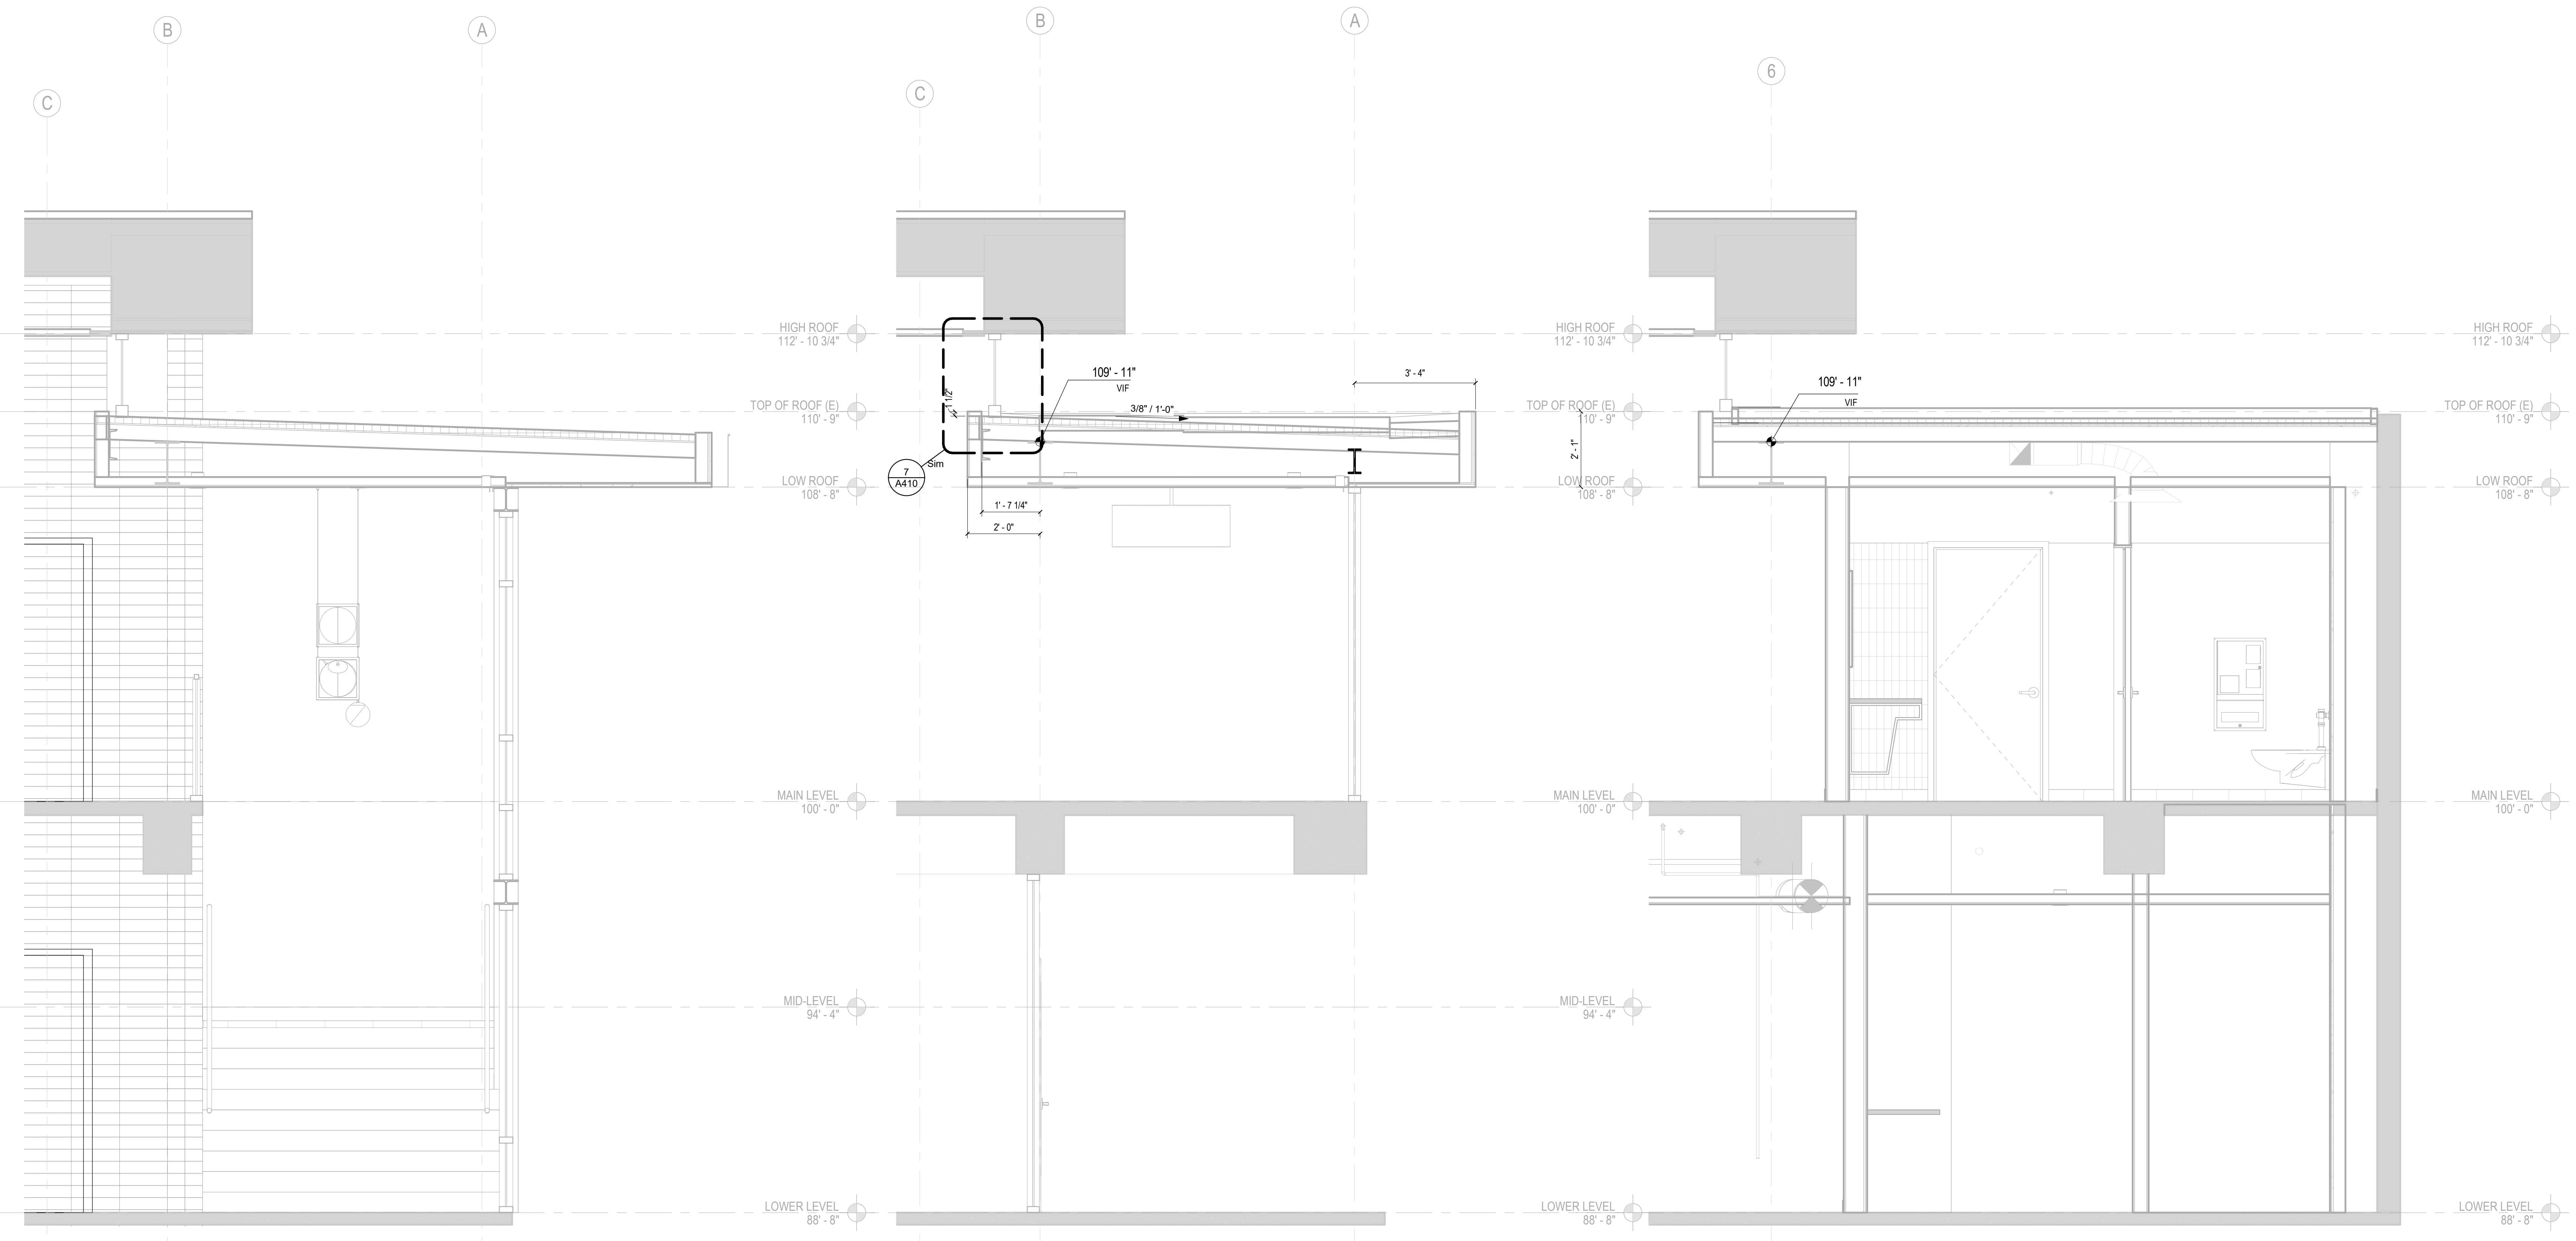 B
A
C
HIGH ROOF
112' - 10 3/4"
TOP OF ROOF (E)
110' - 9"
LOW ROOF
108' - 8"
MAIN LEVEL
100' - 0"
MID-LEVEL
94' - 4"
LOWER LEVEL
88' - 8"
B
A
C
109' - 11"
VIF
1 1/2"
3/8" / 1'-0"
3' - 4"
7
A410
Sim
1' - 7 1/4"
2' - 0"
2' - 1"
HIGH ROOF
112' - 10 3/4"
TOP OF ROOF (E)
110' - 9"
LOW ROOF
108' - 8"
MAIN LEVEL
100' - 0"
MID-LEVEL
94' - 4"
LOWER LEVEL
88' - 8"
6
109' - 11"
VIF
HIGH ROOF
112' - 10 3/4"
TOP OF ROOF (E)
110' - 9"
LOW ROOF
108' - 8"
MAIN LEVEL
100' - 0"
LOWER LEVEL
88' - 8"